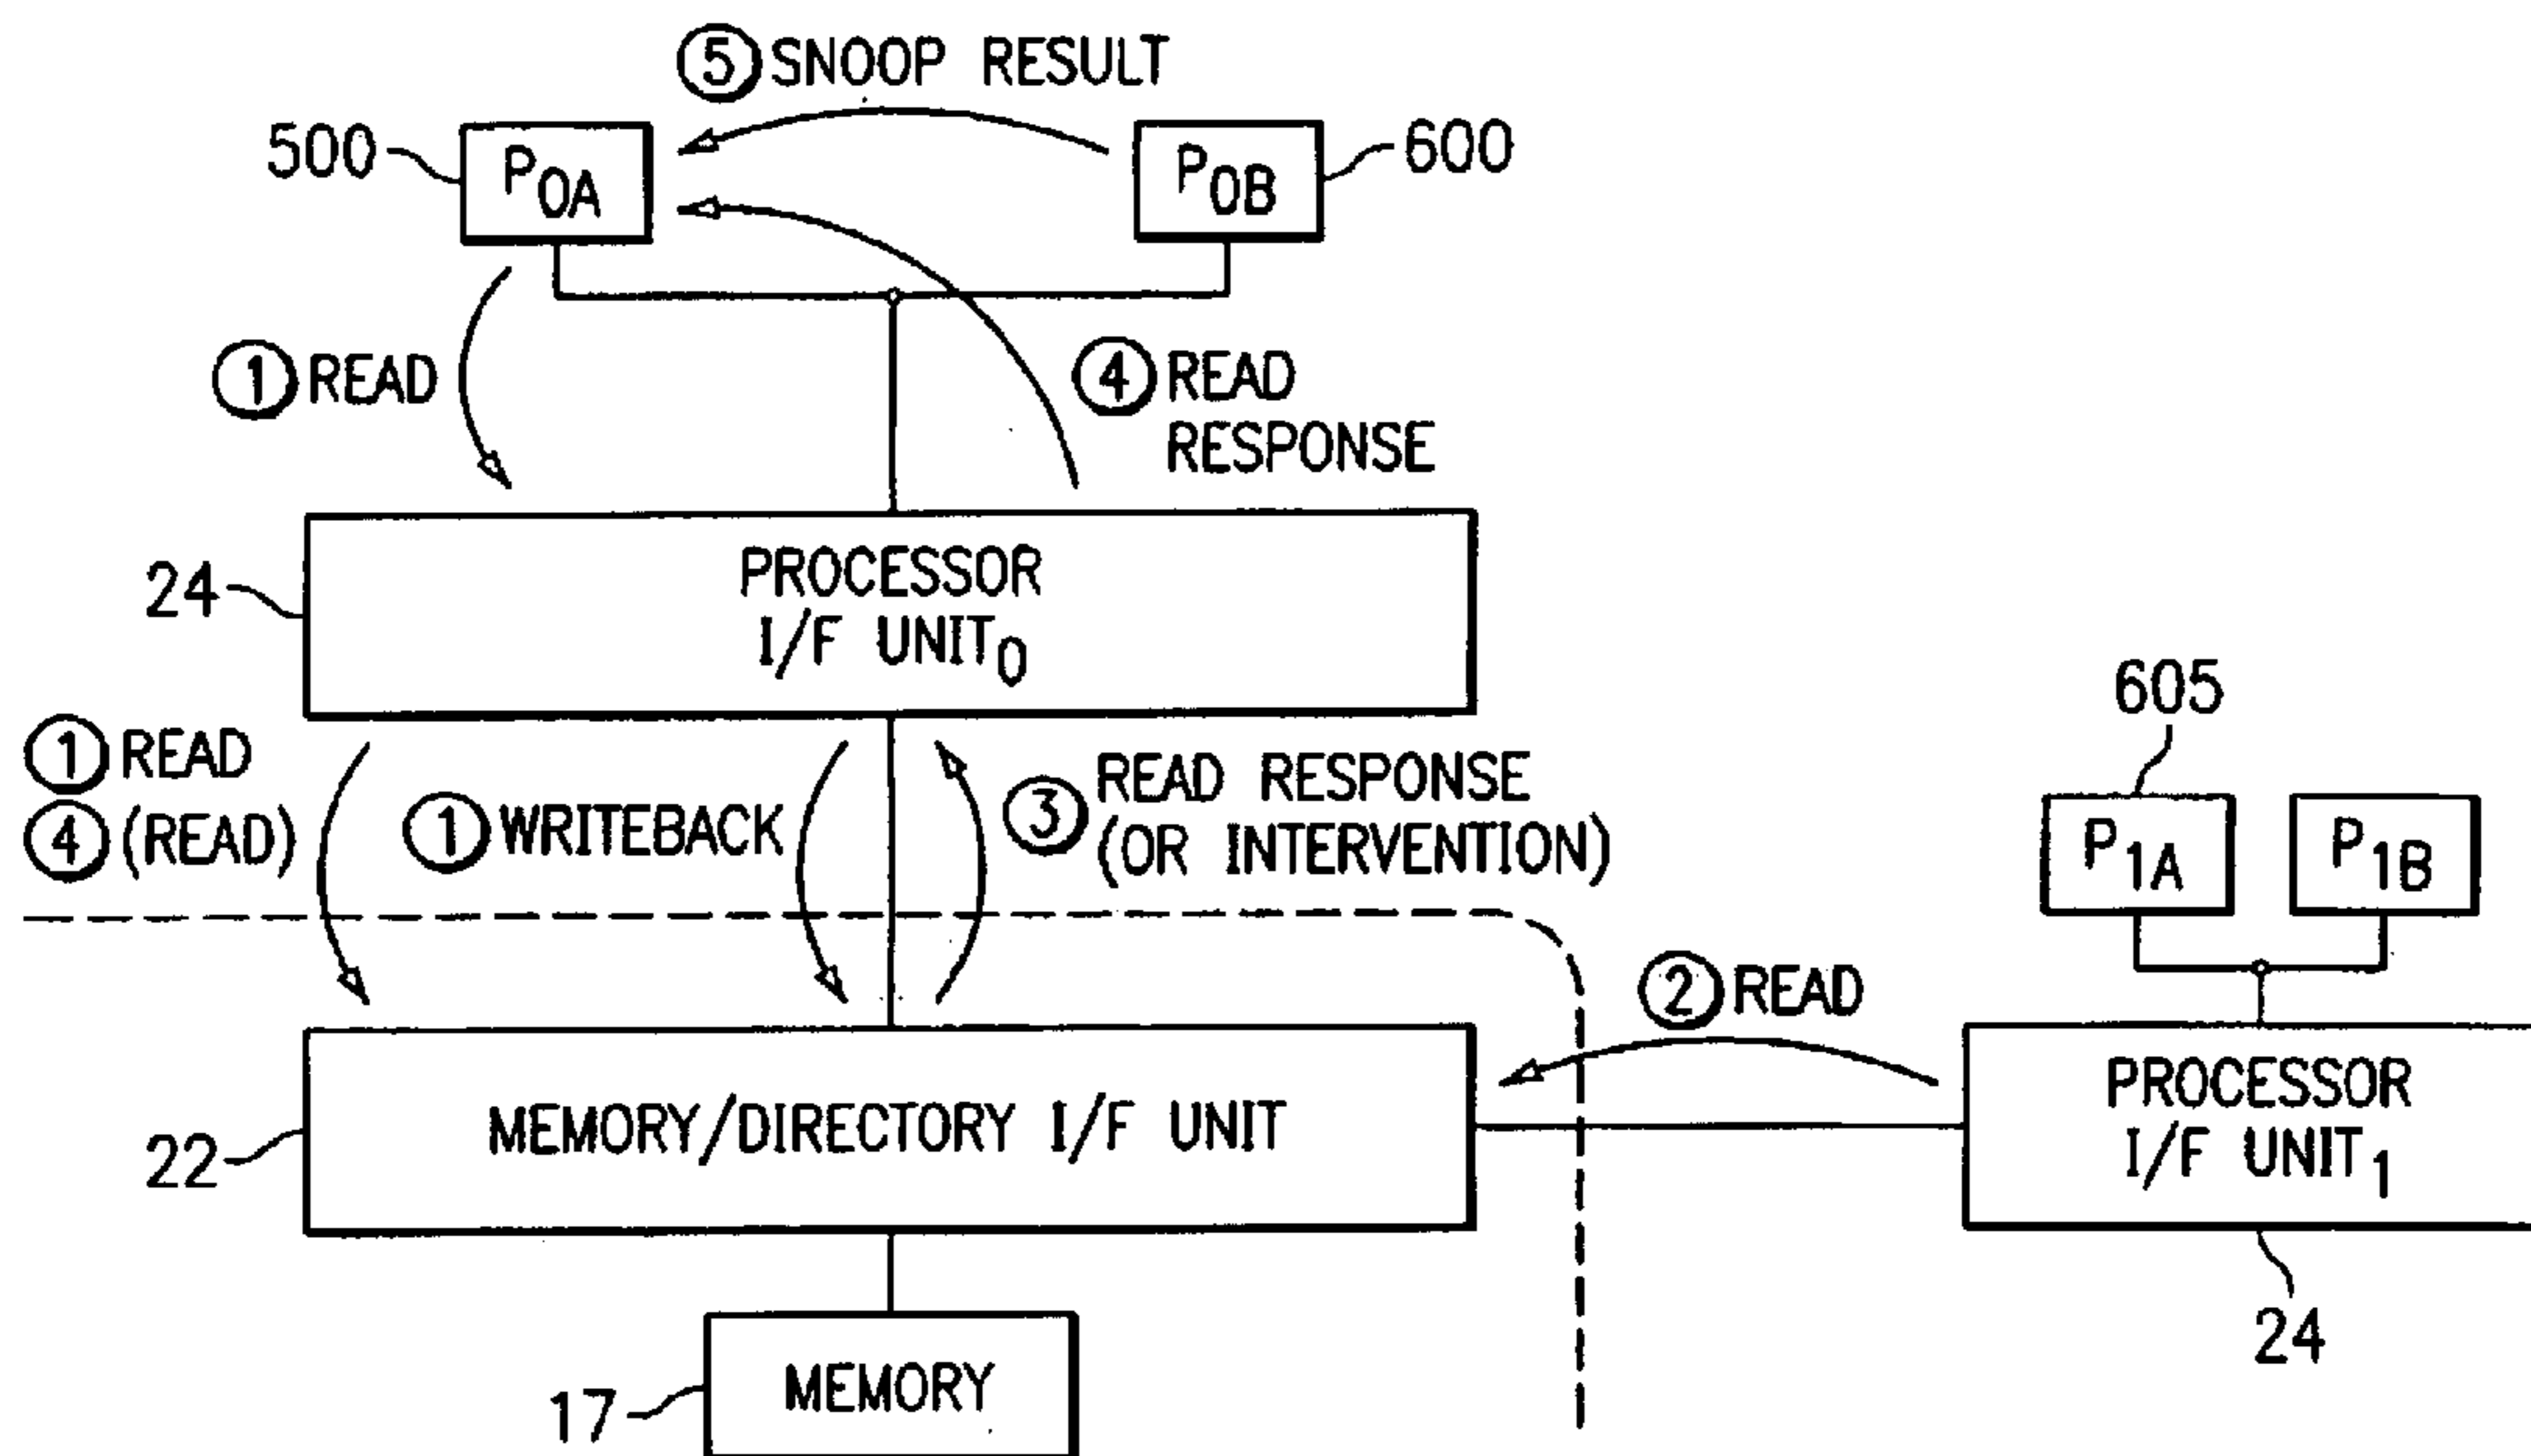 ⑤ SNOOP RESULT
500
P0A
P0B
600
① READ
④ READ
RESPONSE
24
PROCESSOR
I/F UNIT0
605
① READ
④ (READ)
① WRITEBACK
③ READ RESPONSE
(OR INTERVENTION)
P1A
P1B
② READ
22
MEMORY/DIRECTORY I/F UNIT
PROCESSOR
I/F UNIT1
24
17
MEMORY